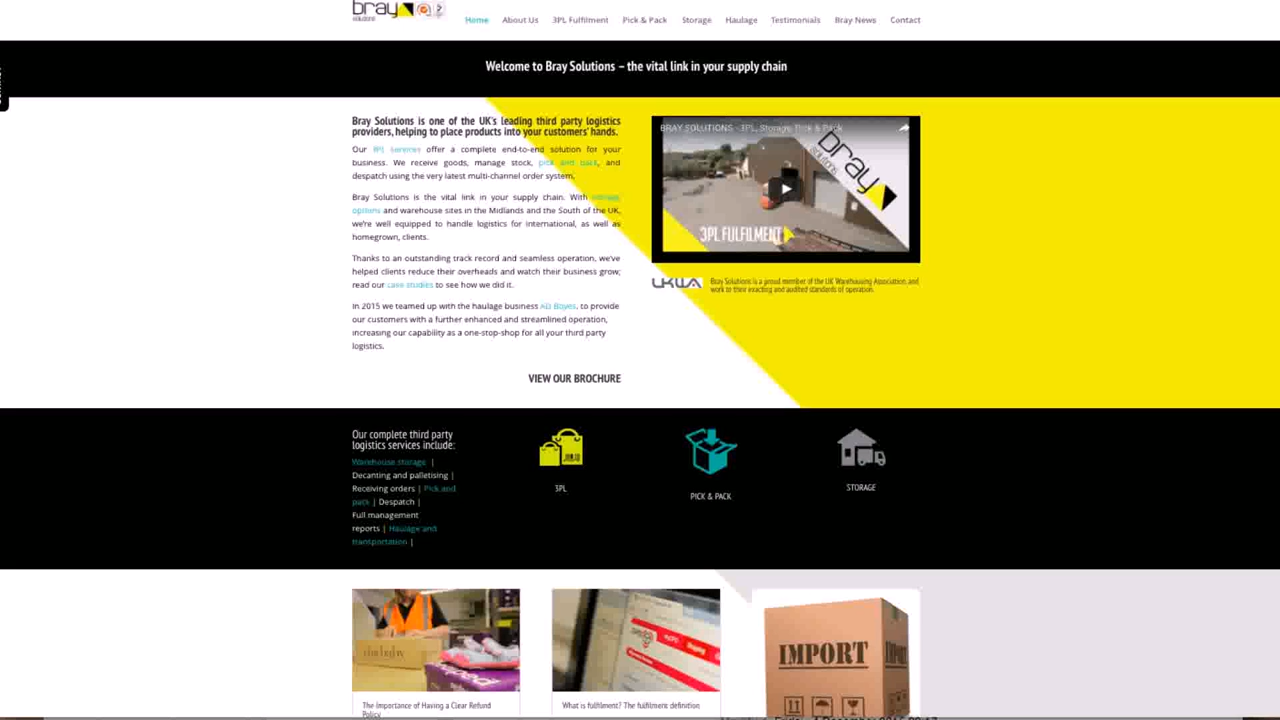 bray
solutions
Home About Us 3PL Fulfilment Pick & Pack Storage Haulage Testimonials Bray News Contact
Welcome to Bray Solutions – the vital link in your supply chain
Bray Solutions is one of the UK's leading third party logistics
providers, helping to place products into your customers' hands.
Our 3PL services offer a complete end-to-end solution for your
business. We receive goods, manage stock, pick and pack, and
despatch using the very latest multi-channel order system.
Bray Solutions is the vital link in your supply chain. With
options and warehouse sites in the Midlands and the South of the UK,
we're well equipped to handle logistics for international, as well as
homegrown, clients.
Thanks to an outstanding track record and seamless operation, we've
helped clients reduce their overheads and watch their business grow;
read our case studies to see how we did it.
In 2015 we teamed up with the haulage business AD Boyes, to provide
our customers with a further enhanced and streamlined operation,
increasing our capability as a one-stop-shop for all your third party
logistics.
VIEW OUR BROCHURE
BRAY SOLUTIONS - 3PL, Storage, Pick & Pack
bray
SOLUTIONS
3PL FULFILMENT
UKWA
Bray Solutions is a proud member of the UK Warehousing Association, and
work to their exacting and audited standards of operation.
Our complete third party
logistics services include:
Warehouse storage |
Decanting and palletising |
Receiving orders | Pick and
pack | Despatch |
Full management
reports | Haulage and
transportation |
3PL
PICK & PACK
STORAGE
IMPORT
The Importance of Having a Clear Refund
Policy
What is fulfilment? The fulfilment definition